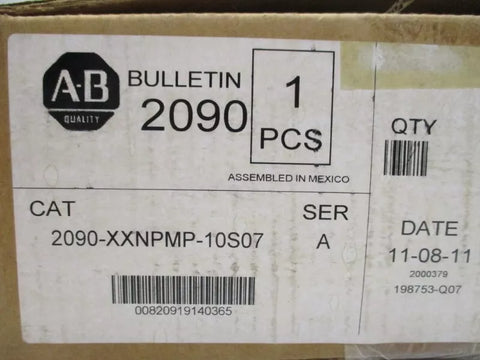 A-B
QUALITY
BULLETIN
2090
1
PCS
ASSEMBLED IN MEXICO
CAT
2090-XXNPMP-10S07
SER
A
00820919140365
QTY
DATE
11-08-11
2000379
198753-Q07